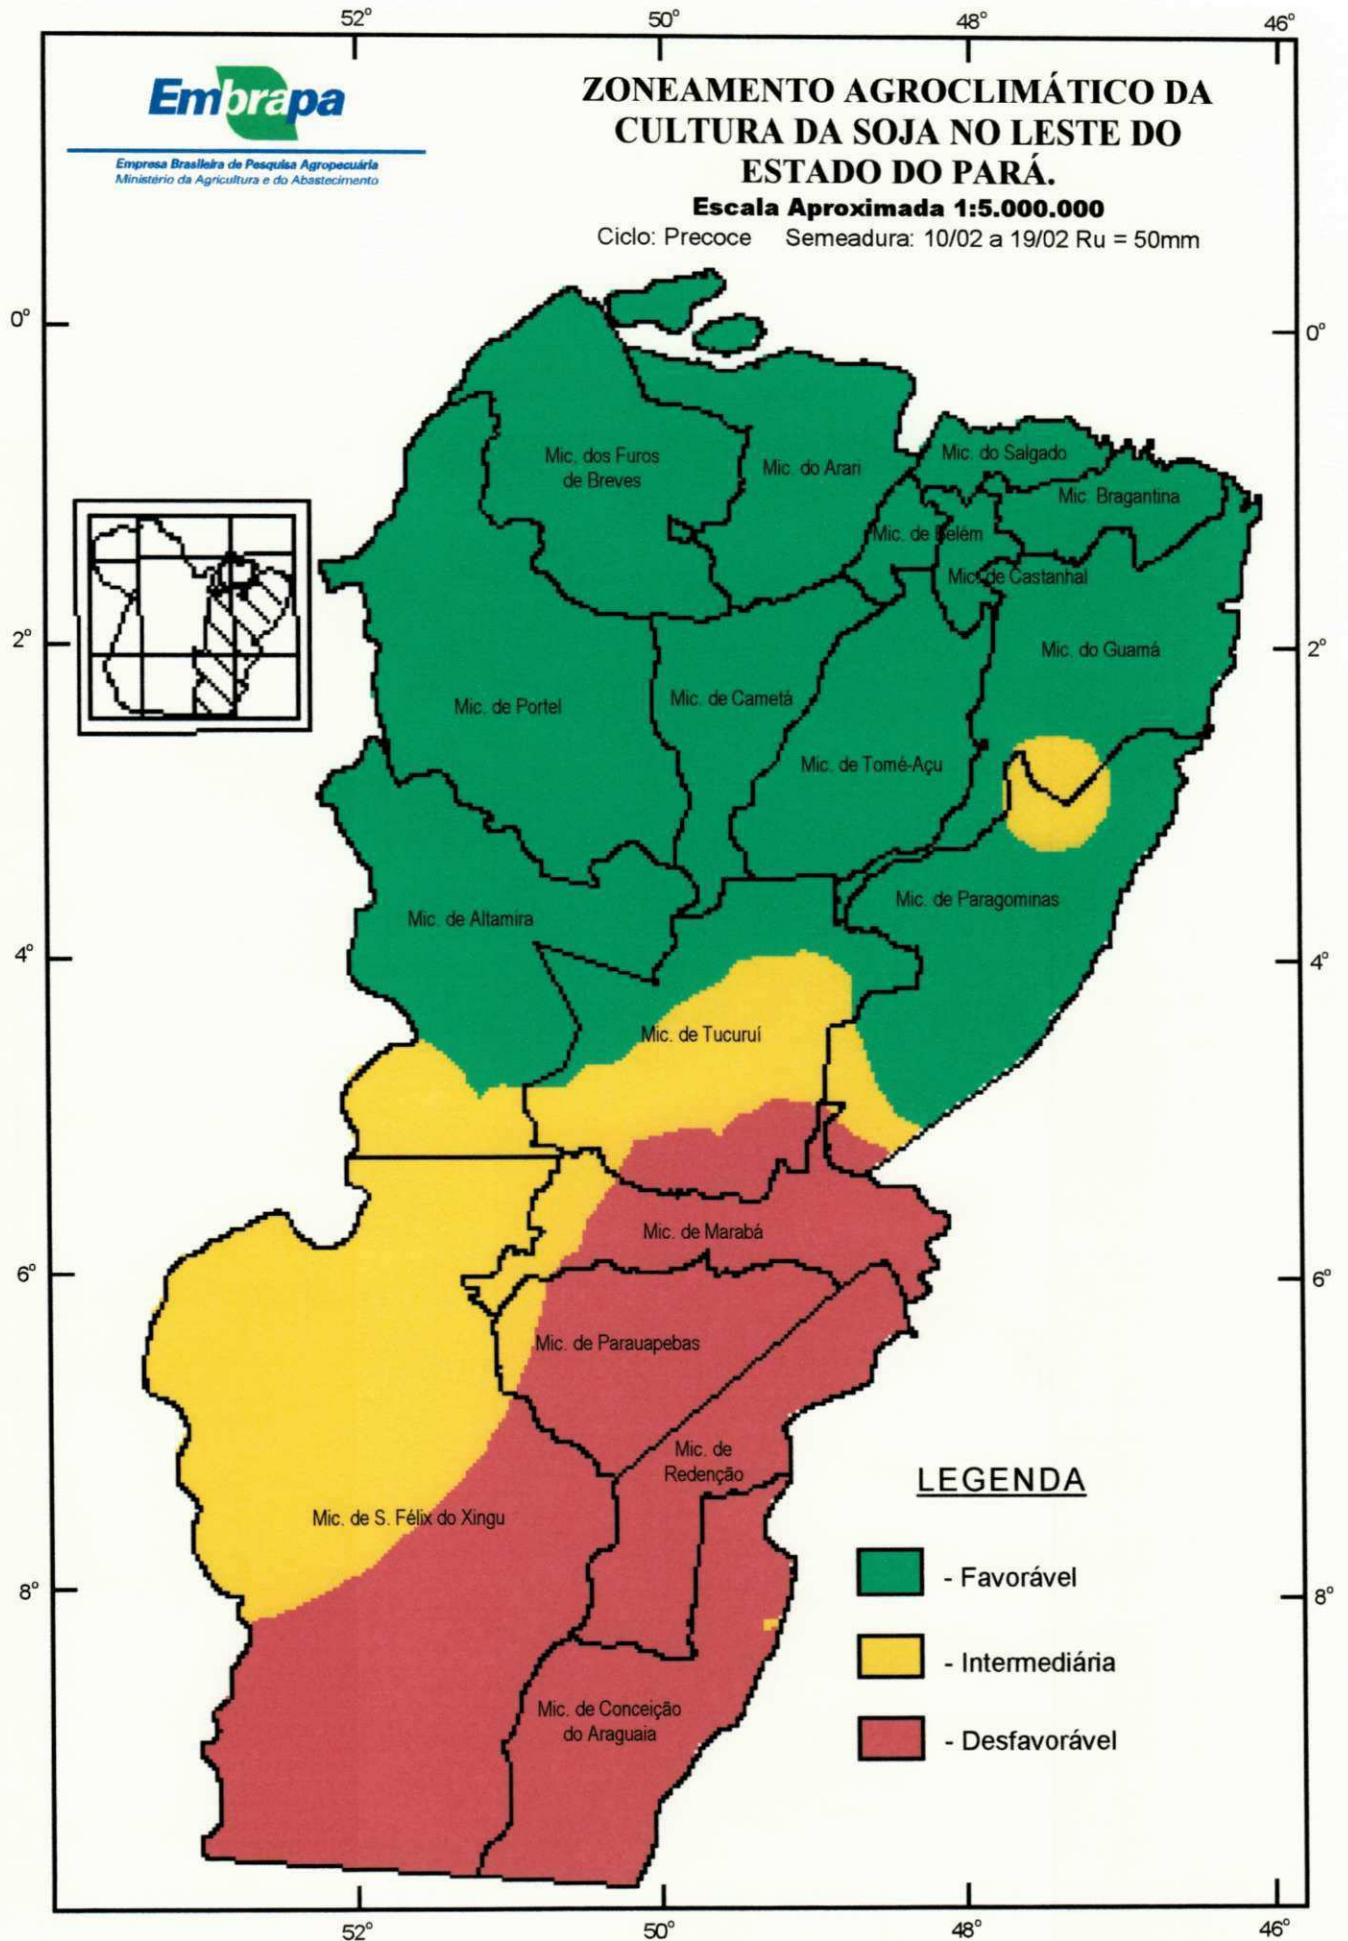 52°
50°
48°
46°
Embrapa
Empresa Brasileira de Pesquisa Agropecuária
Ministério da Agricultura e do Abastecimento
ZONEAMENTO AGROCLIMÁTICO DA
CULTURA DA SOJA NO LESTE DO
ESTADO DO PARÁ.
Escala Aproximada 1:5.000.000
Ciclo: Precoce Semeadura: 10/02 a 19/02 Ru = 50mm
0°
0°
Mic. dos Furos
de Breves
Mic. do Arari
Mic. do Salgado
Mic. Bragantina
Mic. de Belém
Mic. de Castanhal
2°
2°
Mic. do Guamá
Mic. de Portel
Mic. de Cametá
Mic. de Tomé-Açu
Mic. de Altamira
Mic. de Paragominas
4°
4°
Mic. de Tucuruí
Mic. de Marabá
6°
6°
Mic. de Parauapebas
Mic. de
Redenção
Mic. de S. Félix do Xingu
LEGENDA
- Favorável
8°
8°
- Intermediária
Mic. de Conceição
do Araguaia
- Desfavorável
52°
50°
48°
46°